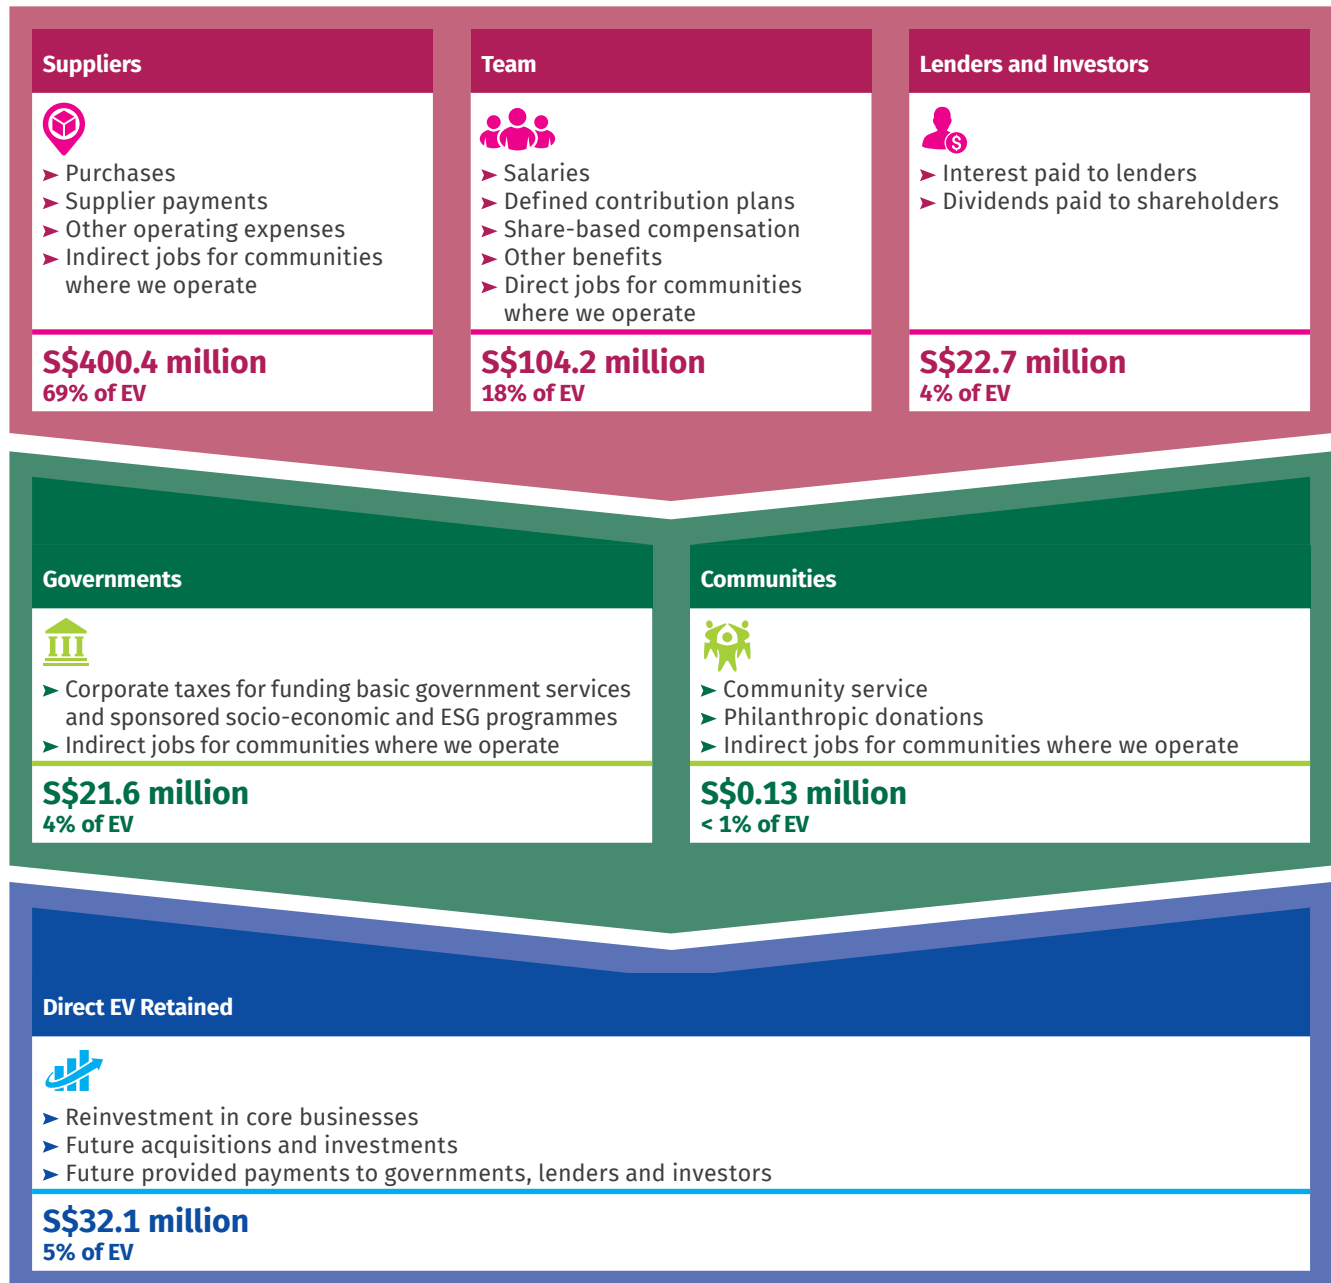 Suppliers
➤ Purchases
➤ Supplier payments
➤ Other operating expenses
➤ Indirect jobs for communities
where we operate
S$400.4 million
69% of EV
Team
➤ Salaries
➤ Defined contribution plans
➤ Share-based compensation
➤ Other benefits
➤ Direct jobs for communities
where we operate
S$104.2 million
18% of EV
Lenders and Investors
$
➤ Interest paid to lenders
➤ Dividends paid to shareholders
S$22.7 million
4% of EV
Governments
➤ Corporate taxes for funding basic government services
and sponsored socio-economic and ESG programmes
➤ Indirect jobs for communities where we operate
S$21.6 million
4% of EV
Communities
➤ Community service
➤ Philanthropic donations
➤ Indirect jobs for communities where we operate
S$0.13 million
< 1% of EV
Direct EV Retained
➤ Reinvestment in core businesses
➤ Future acquisitions and investments
➤ Future provided payments to governments, lenders and investors
S$32.1 million
5% of EV